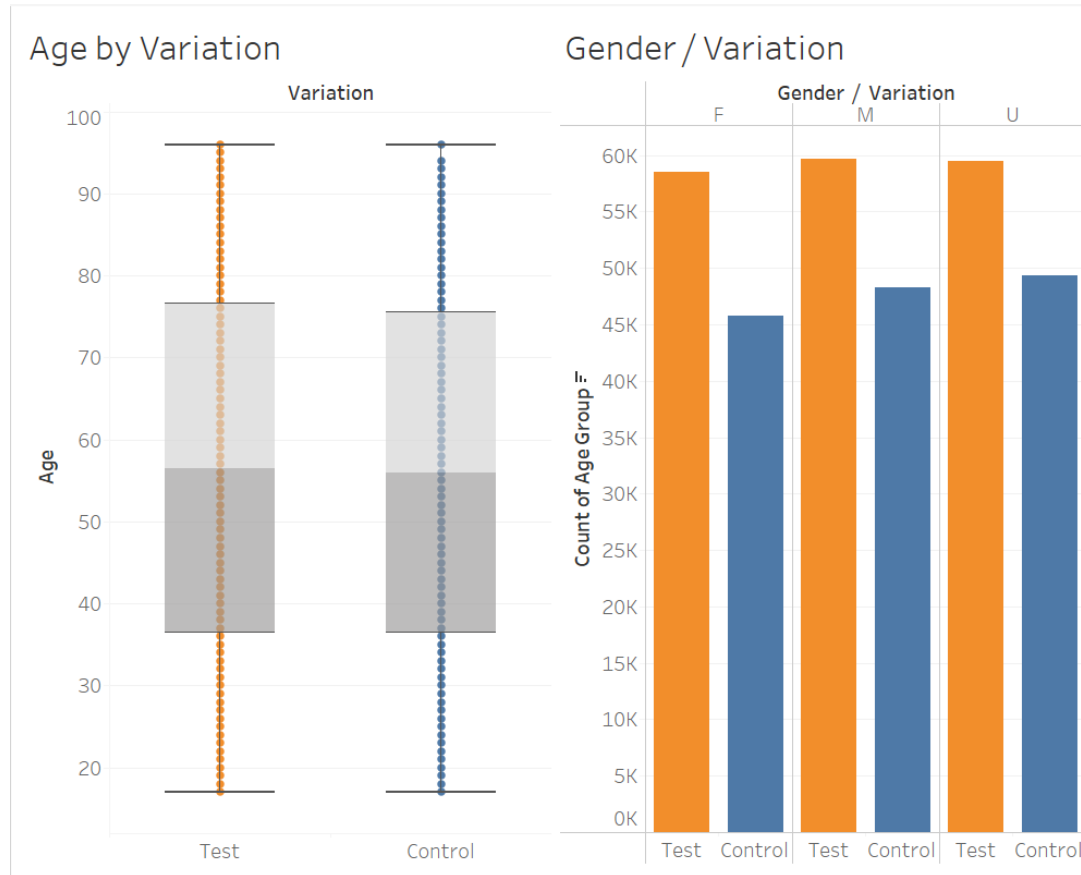 Age by Variation
Variation
100
90
80
70
60
50
40
30
20
Age
Test Control
Gender / Variation
Gender / Variation
F M U
60K
55K
50K
45K
40K
35K
30K
25K
20K
15K
10K
5K
0K
Count of Age Group
Test Control Test Control Test Control